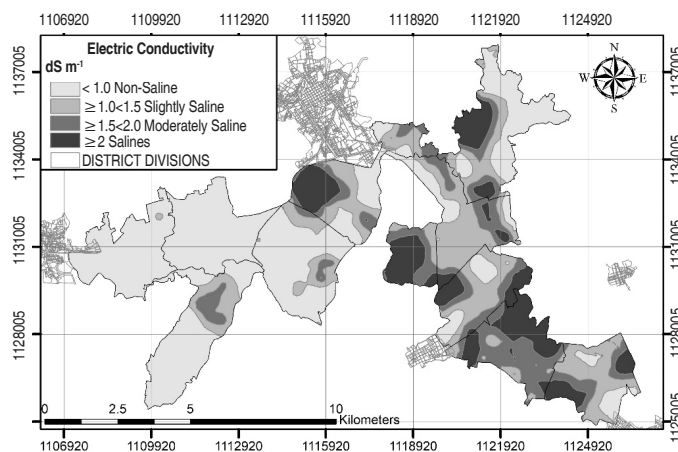 1106920 1109920 1112920 1115920 1118920 1121920 1124920
Electric Conductivity
dS m⁻¹
< 1.0 Non-Saline
≥ 1.0<1.5 Slightly Saline
≥ 1.5<2.0 Moderately Saline
≥ 2 Salines
DISTRICT DIVISIONS
N
W E
S
1137005 1137005
1134005 1134005
1131005 1131005
1128005 1128005
1125005 1125005
0 2.5 5 10
Kilometers
1106920 1109920 1112920 1115920 1118920 1121920 1124920